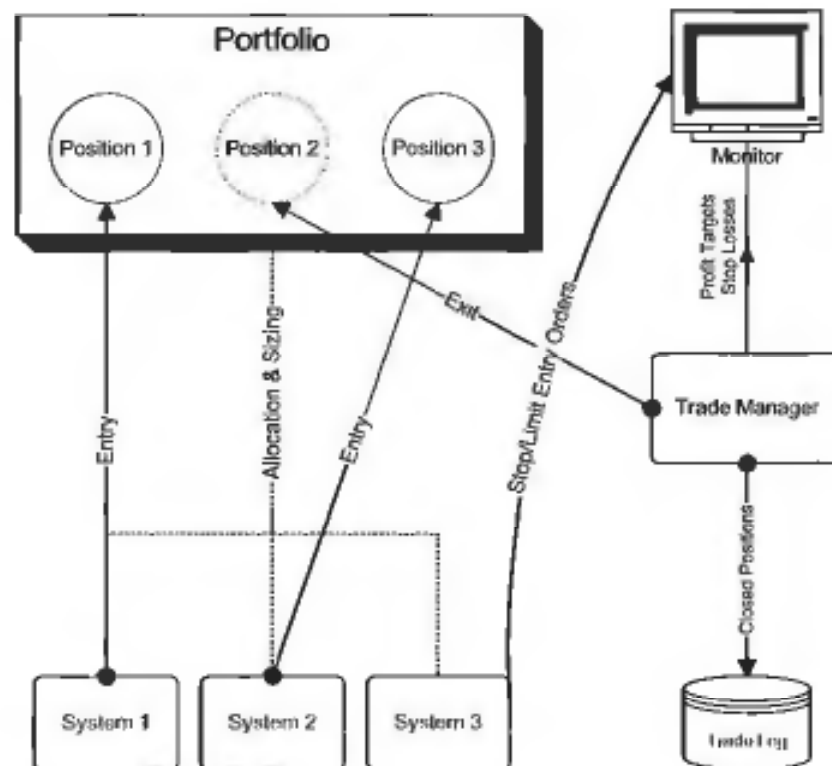 Portfolio
Position 1
Position 2
Position 3
Monitor
Profit Targets
Stop Losses
Exit
Stop/Limit Entry Orders
Allocation & Sizing
Entry
Entry
Trade Manager
Closed Positions
System 1
System 2
System 3